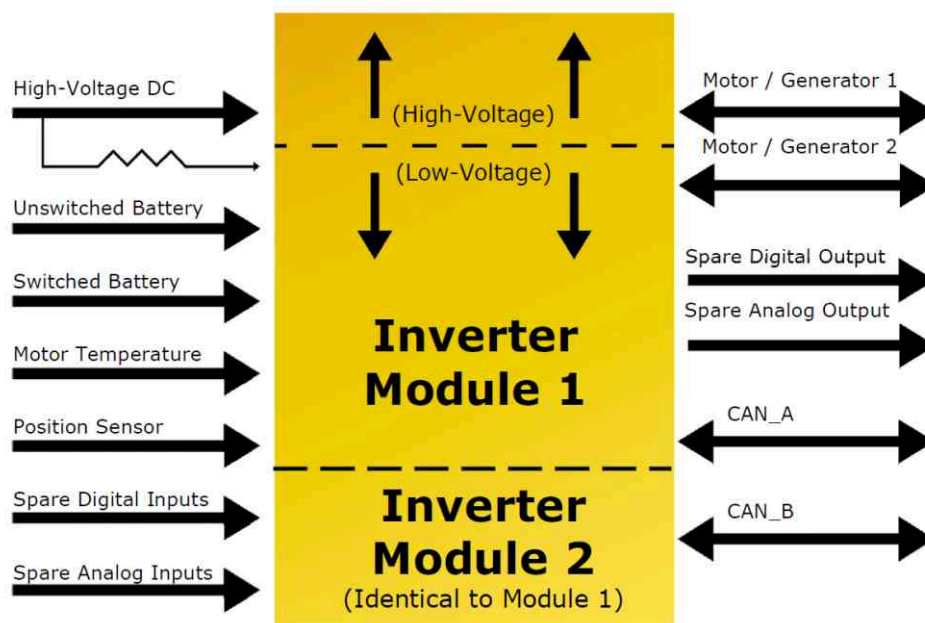 High-Voltage DC
Unswitched Battery
Switched Battery
Motor Temperature
Position Sensor
Spare Digital Inputs
Spare Analog Inputs
(High-Voltage)
(Low-Voltage)
Inverter
Module 1
Inverter
Module 2
(Identical to Module 1)
Motor / Generator 1
Motor / Generator 2
Spare Digital Output
Spare Analog Output
CAN_A
CAN_B